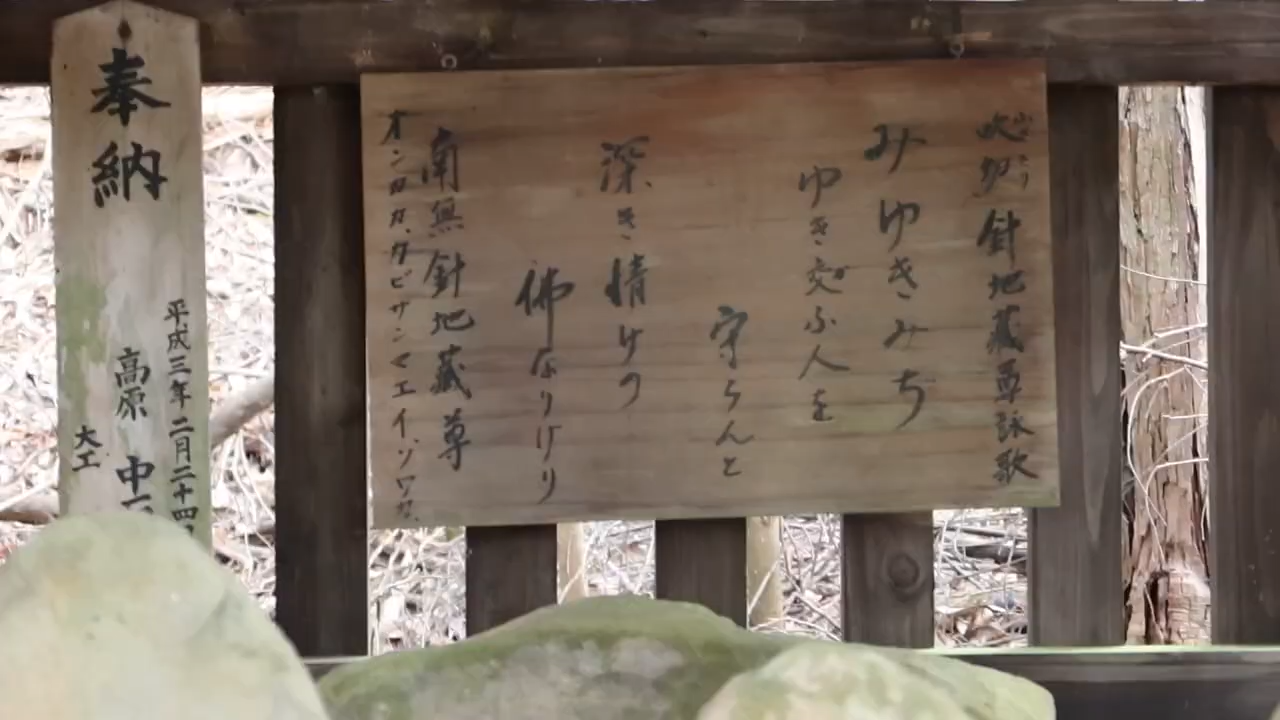 針地蔵尊詠歌
みゆきみち
ゆき交ふ人を
守らんと
深き情けの
佛なりけり
南無針地蔵尊
オンカカカビサンマエイソワカ
奉納
平成三年二月二十四
高原 中
大工